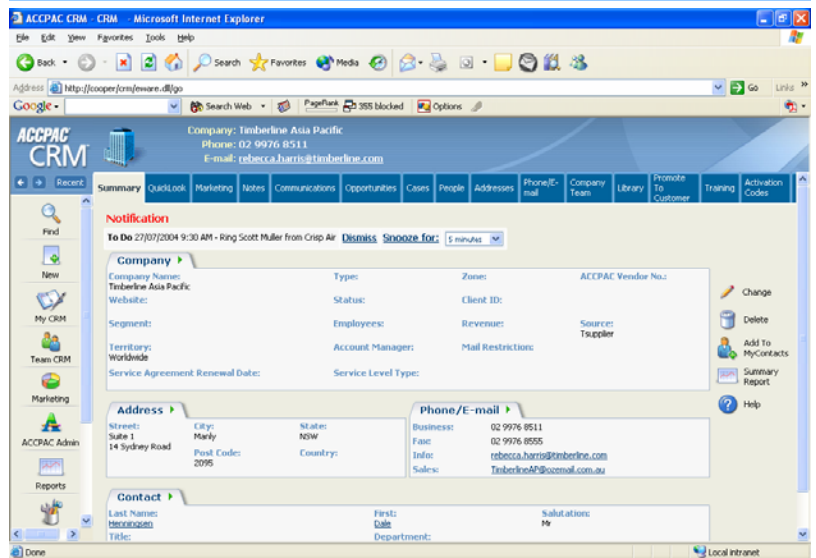 ACCPAC CRM - CRM - Microsoft Internet Explorer
File Edit View Favorites Tools Help
Back Search Favorites Media
Address http://cooper/crm/eware.dll/go Go Links »
Google Search Web PageRank 355 blocked Options
ACCPAC CRM
Company: Timberline Asia Pacific
Phone: 02 9976 8511
E-mail: rebecca.harris@timberline.com
Recent
Summary QuickLook Marketing Notes Communications Opportunities Cases People Addresses Phone/E-mail Company Team Library Promote To Customer Training Activation Codes
Find
New
My CRM
Team CRM
Marketing
ACCPAC Admin
Reports
Notification
To Do 27/07/2004 9:30 AM - Ring Scott Muller from Crisp Air Dismiss Snooze for: 5 minutes
Company
Company Name: Type: Zone: ACCPAC Vendor No.:
Timberline Asia Pacific
Website: Status: Client ID:
Segment: Employees: Revenue: Source:
Tsupplier
Territory: Account Manager: Mail Restriction:
Worldwide
Service Agreement Renewal Date: Service Level Type:
Change
Delete
Add To MyContacts
Summary Report
Help
Address
Street: City: State:
Suite 1 Manly NSW
14 Sydney Road
Post Code: Country:
2095
Phone/E-mail
Business: 02 9976 8511
Fax: 02 9976 8555
Info: rebecca.harris@timberline.com
Sales: TimberlineAP@ozemail.com.au
Contact
Last Name: First: Salutation:
Henningsen Dale Mr
Title: Department:
Done Local intranet